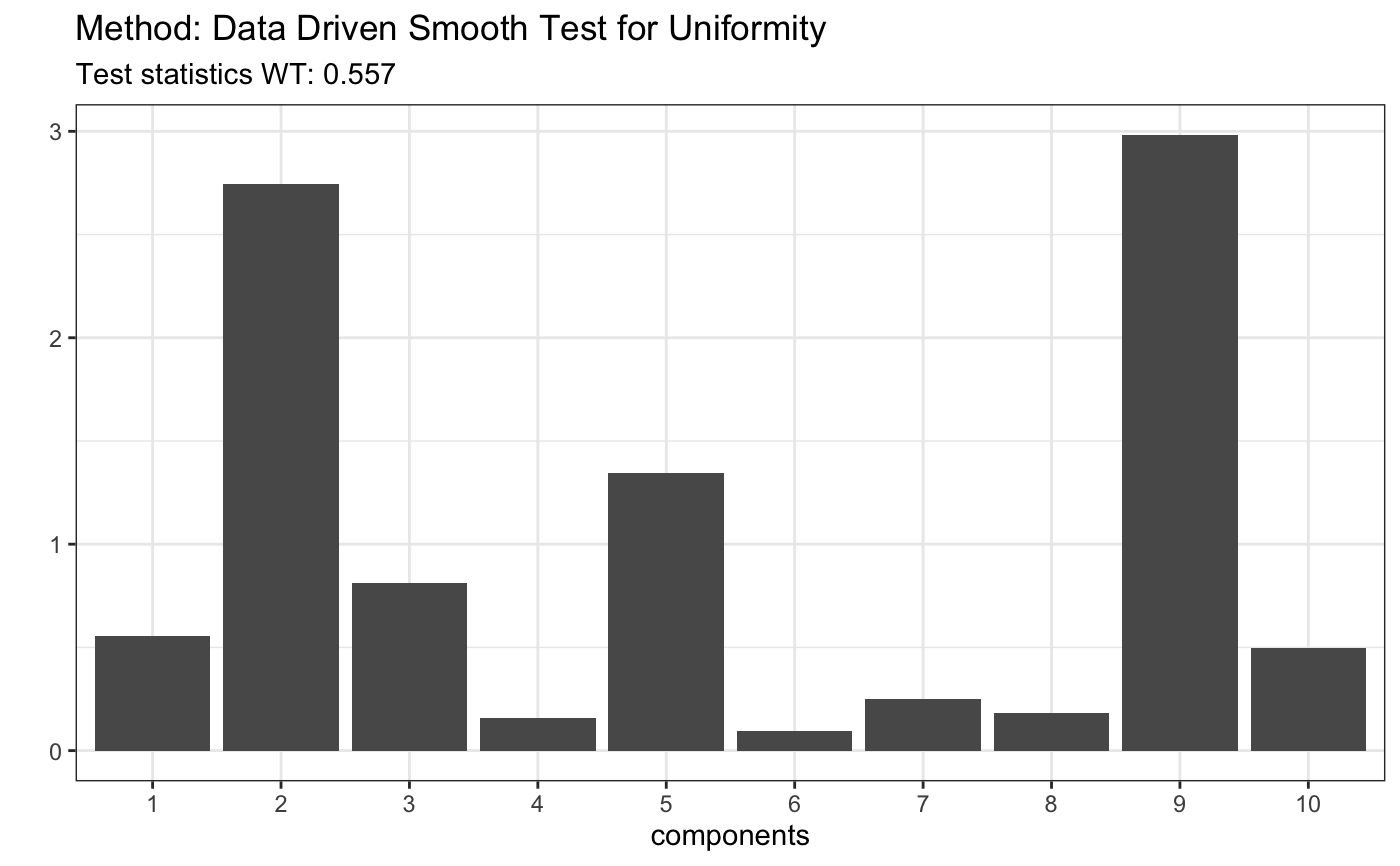 Method: Data Driven Smooth Test for Uniformity
Test statistics WT: 0.557
3
2
1
0
1 2 3 4 5 6 7 8 9 10
components